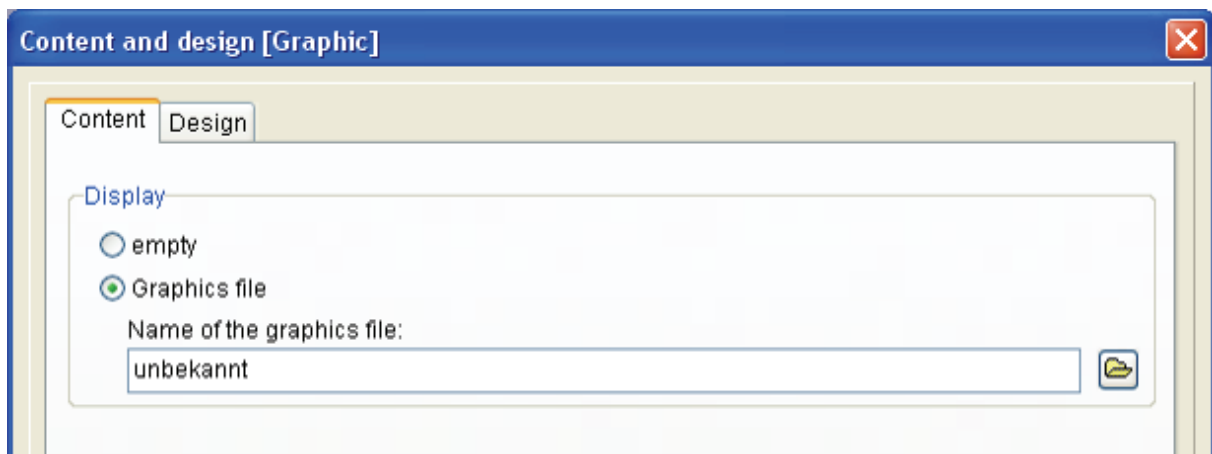 Content and design [Graphic]
Content Design
Display
empty
Graphics file
Name of the graphics file:
unbekannt